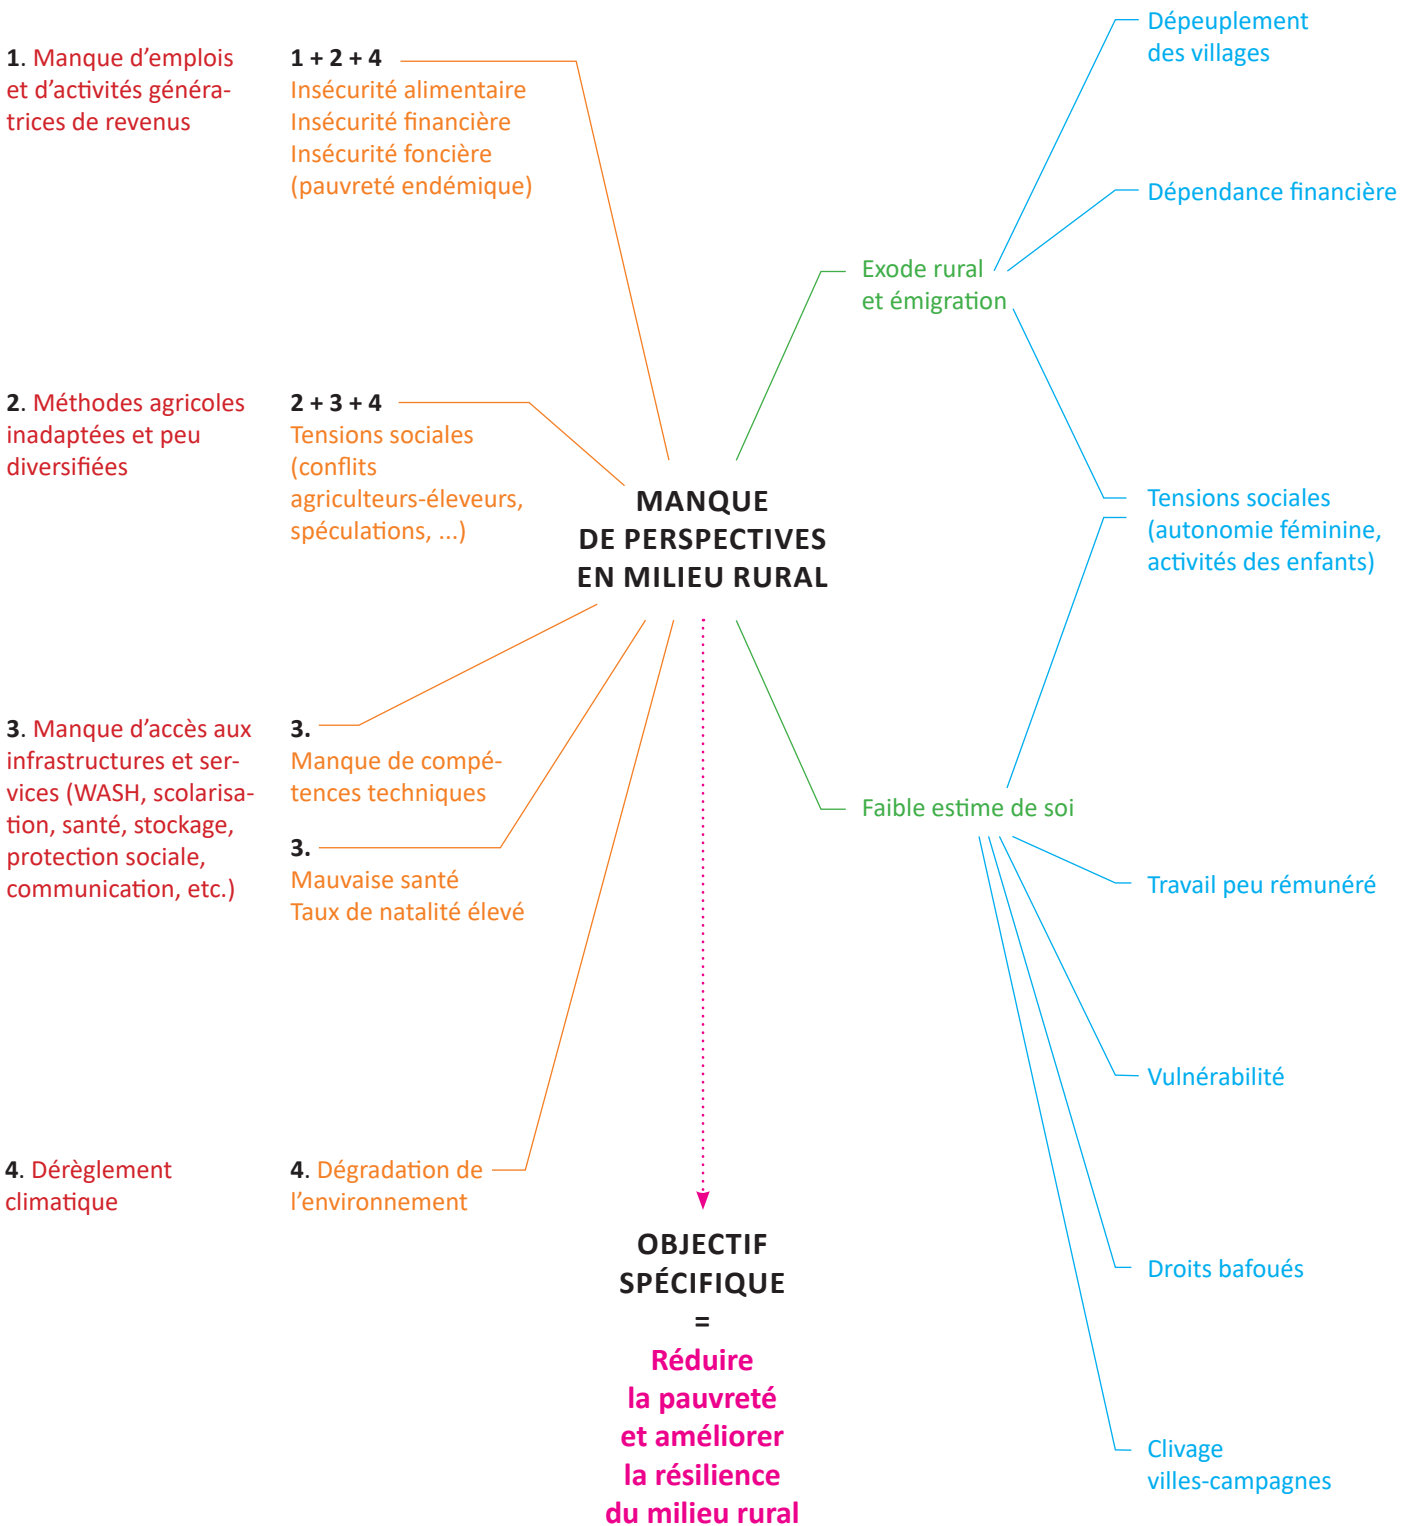 1. Manque d’emplois
et d’activités généra-
trices de revenus
2. Méthodes agricoles
inadaptées et peu
diversifiées
3. Manque d’accès aux
infrastructures et ser-
vices (WASH, scolarisa-
tion, santé, stockage,
protection sociale,
communication, etc.)
4. Dérèglement
climatique
1 + 2 + 4
Insécurité alimentaire
Insécurité financière
Insécurité foncière
(pauvreté endémique)
2 + 3 + 4
Tensions sociales
(conflits
agriculteurs-éleveurs,
spéculations, ...)
3.
Manque de compé-
tences techniques
3.
Mauvaise santé
Taux de natalité élevé
4. Dégradation de
l’environnement
MANQUE
DE PERSPECTIVES
EN MILIEU RURAL
OBJECTIF
SPÉCIFIQUE
=
Réduire
la pauvreté
et améliorer
la résilience
du milieu rural
Exode rural
et émigration
Faible estime de soi
Dépeuplement
des villages
Dépendance financière
Tensions sociales
(autonomie féminine,
activités des enfants)
Travail peu rémunéré
Vulnérabilité
Droits bafoués
Clivage
villes-campagnes